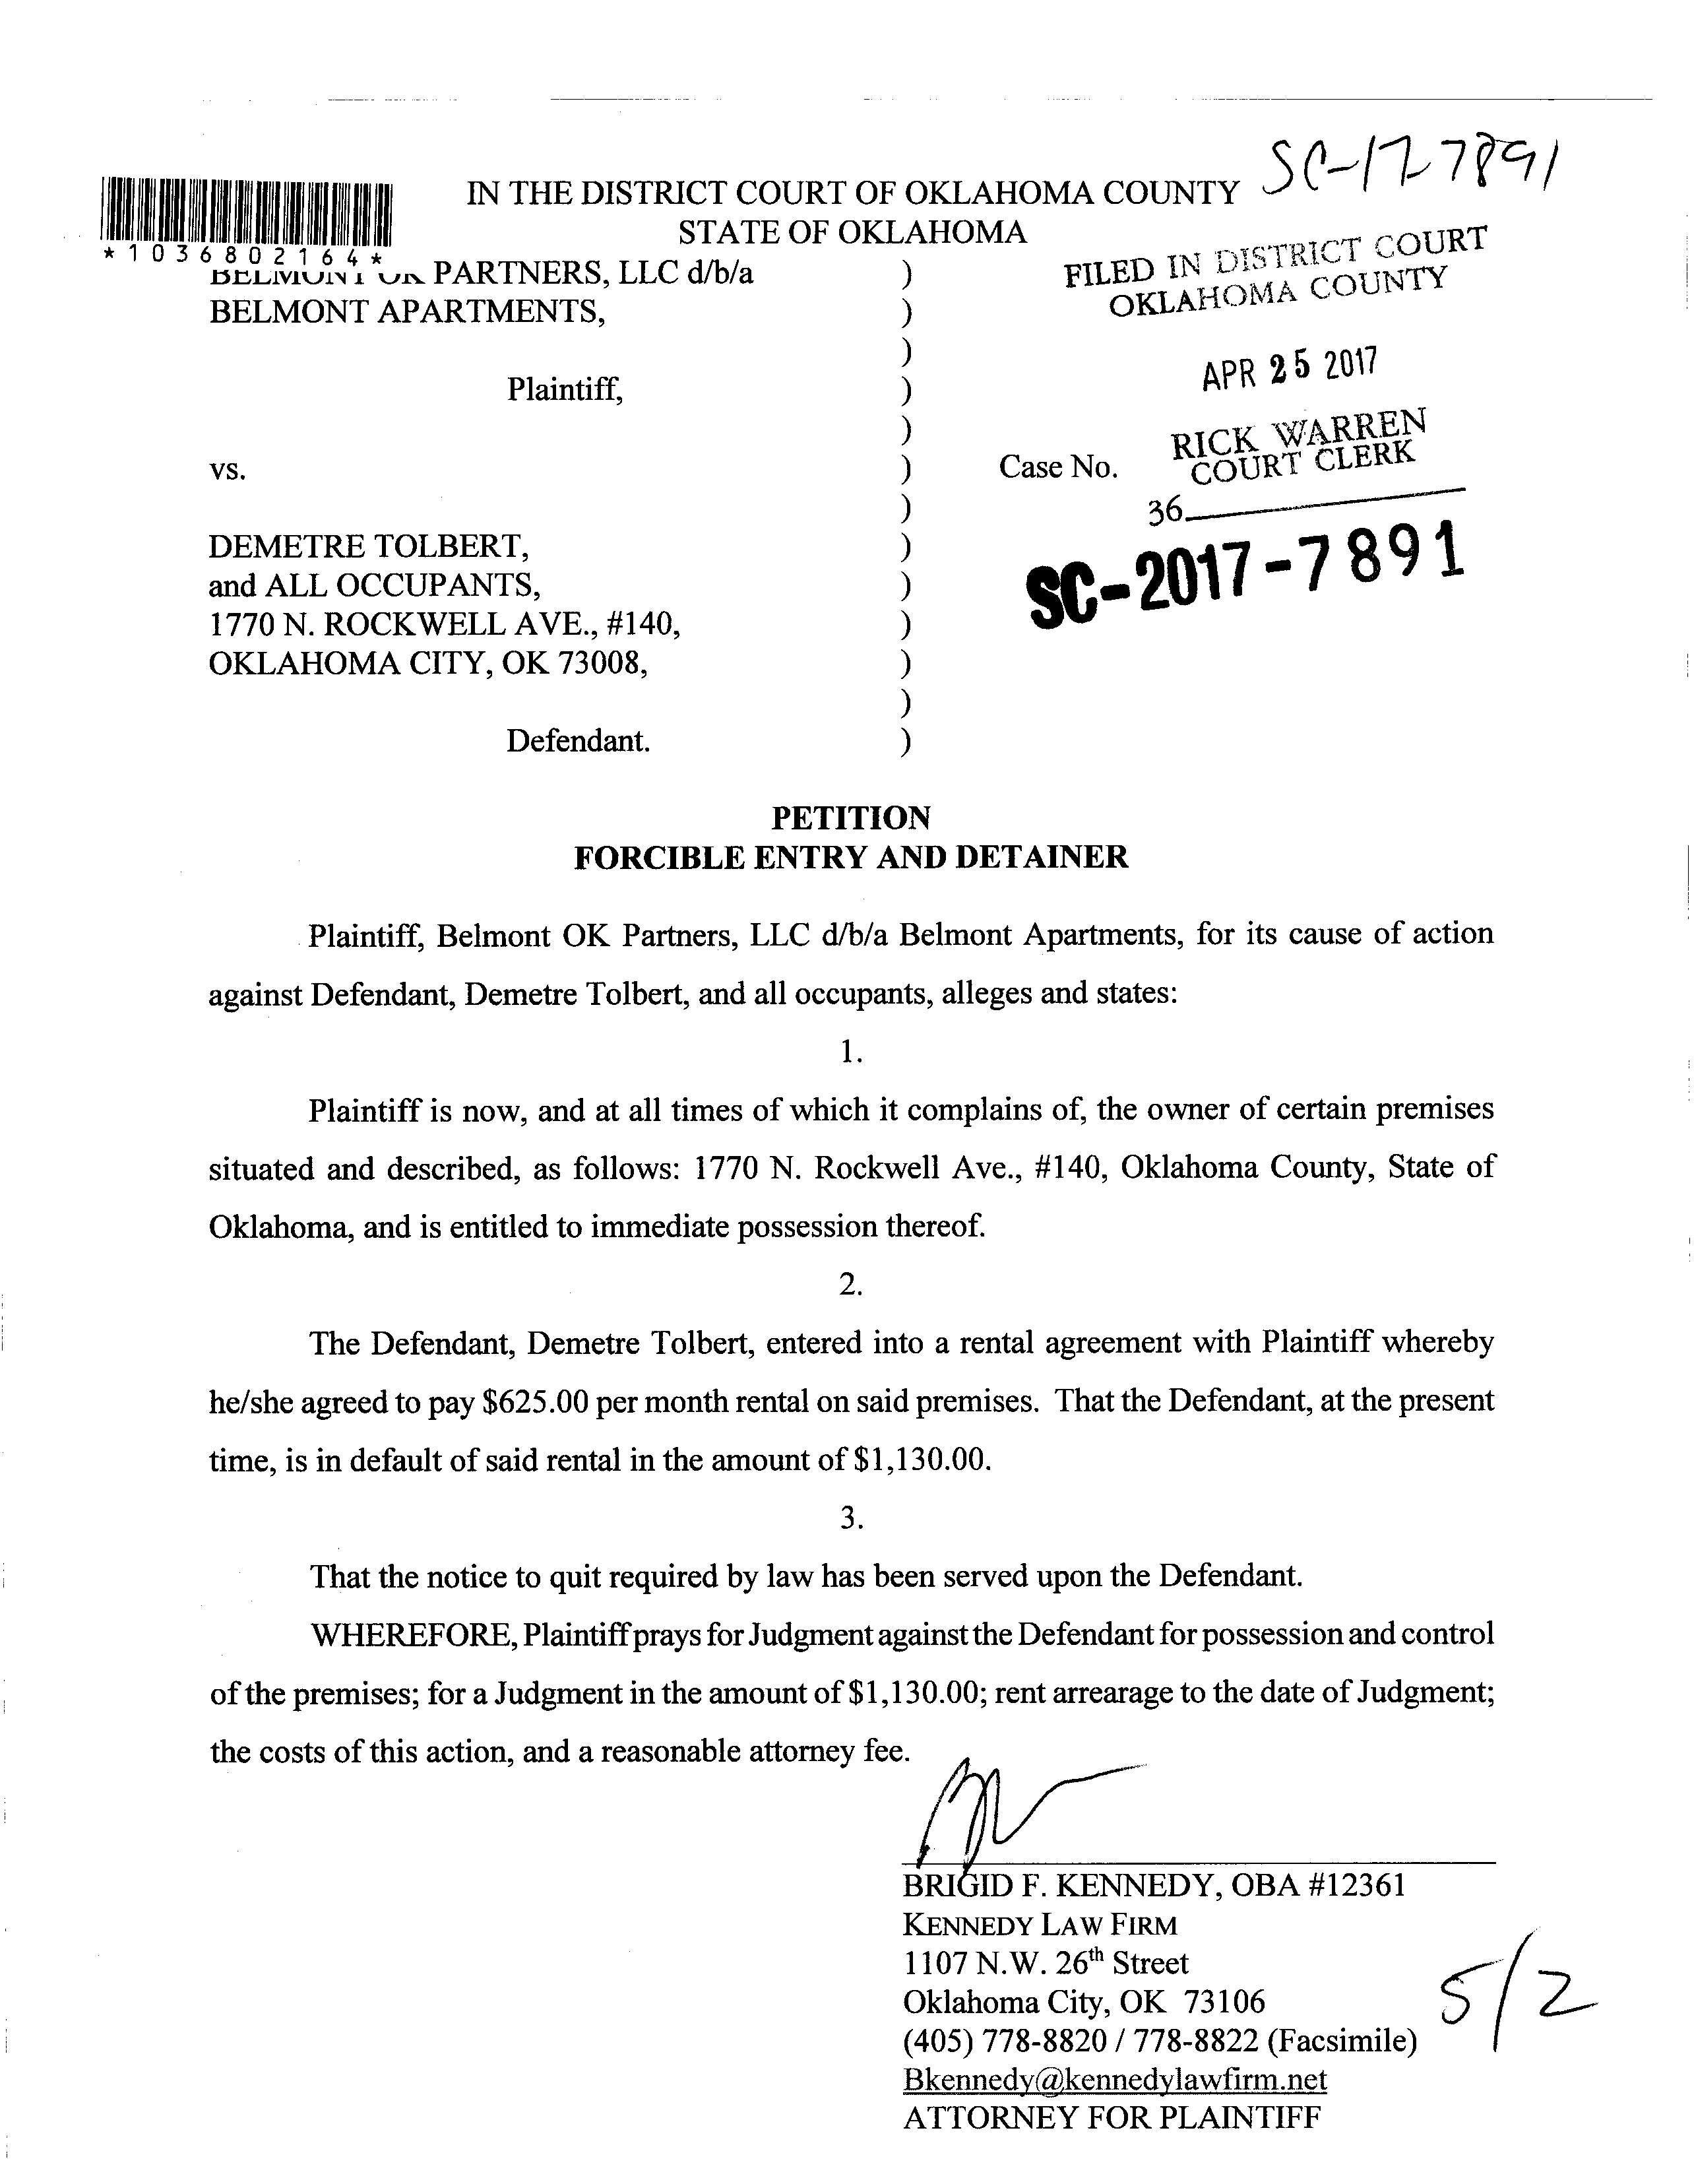 SC-17-7891
IN THE DISTRICT COURT OF OKLAHOMA COUNTY
STATE OF OKLAHOMA
*1036802164*
BELMONT OK PARTNERS, LLC d/b/a )
BELMONT APARTMENTS, )
)
Plaintiff, )
)
vs. ) Case No.
)
DEMETRE TOLBERT, )
and ALL OCCUPANTS, )
1770 N. ROCKWELL AVE., #140, )
OKLAHOMA CITY, OK 73008, )
)
Defendant. )
FILED IN DISTRICT COURT
OKLAHOMA COUNTY
APR 25 2017
RICK WARREN
COURT CLERK
36
SC-2017-7891
PETITION
FORCIBLE ENTRY AND DETAINER
Plaintiff, Belmont OK Partners, LLC d/b/a Belmont Apartments, for its cause of action
against Defendant, Demetre Tolbert, and all occupants, alleges and states:
1.
Plaintiff is now, and at all times of which it complains of, the owner of certain premises
situated and described, as follows: 1770 N. Rockwell Ave., #140, Oklahoma County, State of
Oklahoma, and is entitled to immediate possession thereof.
2.
The Defendant, Demetre Tolbert, entered into a rental agreement with Plaintiff whereby
he/she agreed to pay $625.00 per month rental on said premises. That the Defendant, at the present
time, is in default of said rental in the amount of $1,130.00.
3.
That the notice to quit required by law has been served upon the Defendant.
WHEREFORE, Plaintiff prays for Judgment against the Defendant for possession and control
of the premises; for a Judgment in the amount of $1,130.00; rent arrearage to the date of Judgment;
the costs of this action, and a reasonable attorney fee.
BRIGID F. KENNEDY, OBA #12361
KENNEDY LAW FIRM
1107 N.W. 26th Street
Oklahoma City, OK 73106
(405) 778-8820 / 778-8822 (Facsimile)
Bkennedy@kennedylawfirm.net
ATTORNEY FOR PLAINTIFF
5/2